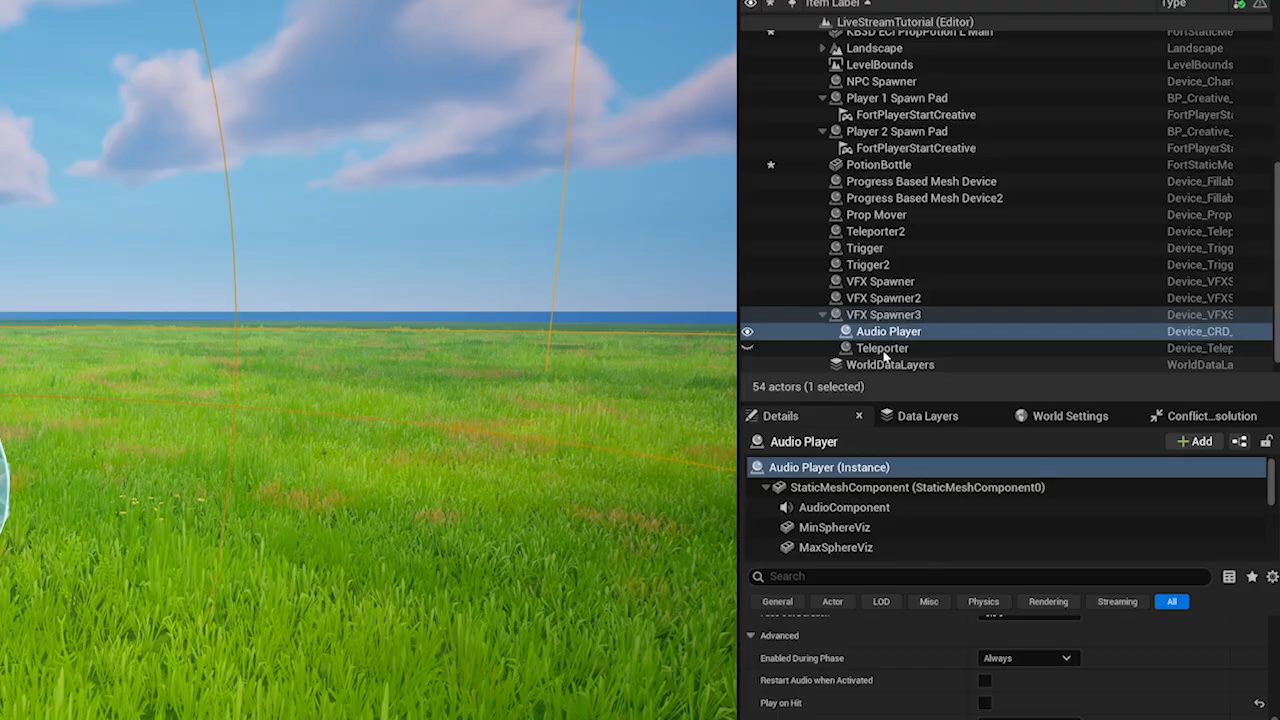 Item Label Type
LiveStreamTutorial (Editor)
KB3D ECI PropPotion L Main FortStaticMe
Landscape Landscape
LevelBounds LevelBounds
NPC Spawner Device_Char
Player 1 Spawn Pad BP_Creative_
FortPlayerStartCreative FortPlayerSt
Player 2 Spawn Pad BP_Creative_
FortPlayerStartCreative FortPlayerSt
PotionBottle FortStaticMe
Progress Based Mesh Device Device_Fillab
Progress Based Mesh Device2 Device_Fillab
Prop Mover Device_Prop
Teleporter2 Device_Telep
Trigger Device_Trigg
Trigger2 Device_Trigg
VFX Spawner Device_VFXS
VFX Spawner2 Device_VFXS
VFX Spawner3 Device_VFXS
Audio Player Device_CRD_
Teleporter Device_Telep
WorldDataLayers WorldDataLa
54 actors (1 selected)
Details Data Layers World Settings Conflict_solution
Audio Player + Add
Audio Player (Instance)
StaticMeshComponent (StaticMeshComponent0)
AudioComponent
MinSphereViz
MaxSphereViz
Search
General Actor LOD Misc Physics Rendering Streaming All
Advanced
Enabled During Phase Always
Restart Audio when Activated
Play on Hit